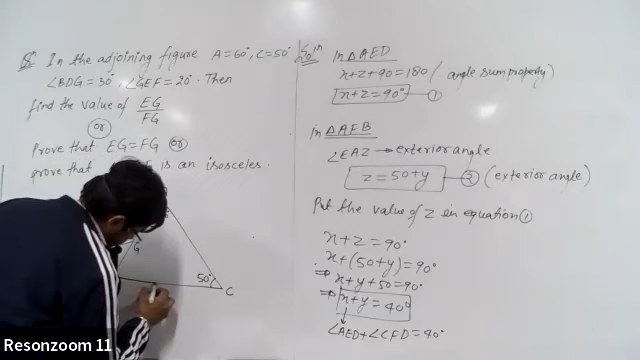 Q8. In the adjoining figure A=60°, C=50°
∠BDG=30°, ∠GEF=20°. Then
find the value of EG/FG
(or)
Prove that EG=FG (or)
prove that is an isosceles.
G
50°
C
Solⁿ
In △AED
x+z+90=180 (angle sum property)
x+z=90° — ①
in △AFB
∠EAZ → exterior angle
z=50+y — ② (exterior angle)
Put the value of z in equation ①
x+z=90°
x+(50+y)=90°
⇒ x+y+50=90°
⇒ x+y=40°
∠AED+∠CFD=40°
Resonzoom 11